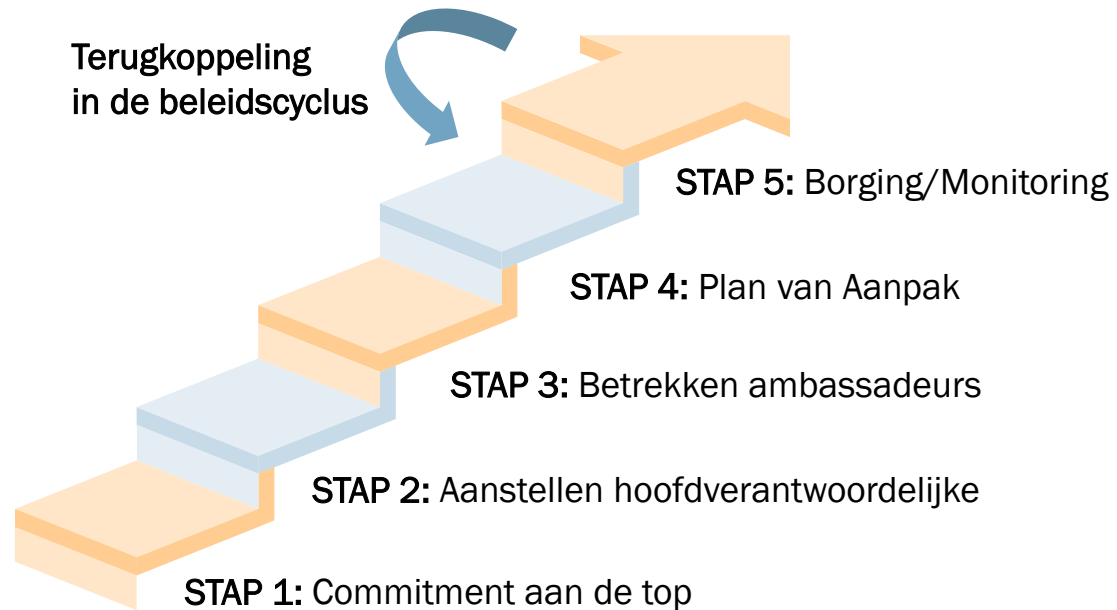 Terugkoppeling
in de beleidscyclus
STAP 5: Borging/Monitoring
STAP 4: Plan van Aanpak
STAP 3: Betrekken ambassadeurs
STAP 2: Aanstellen hoofdverantwoordelijke
STAP 1: Commitment aan de top